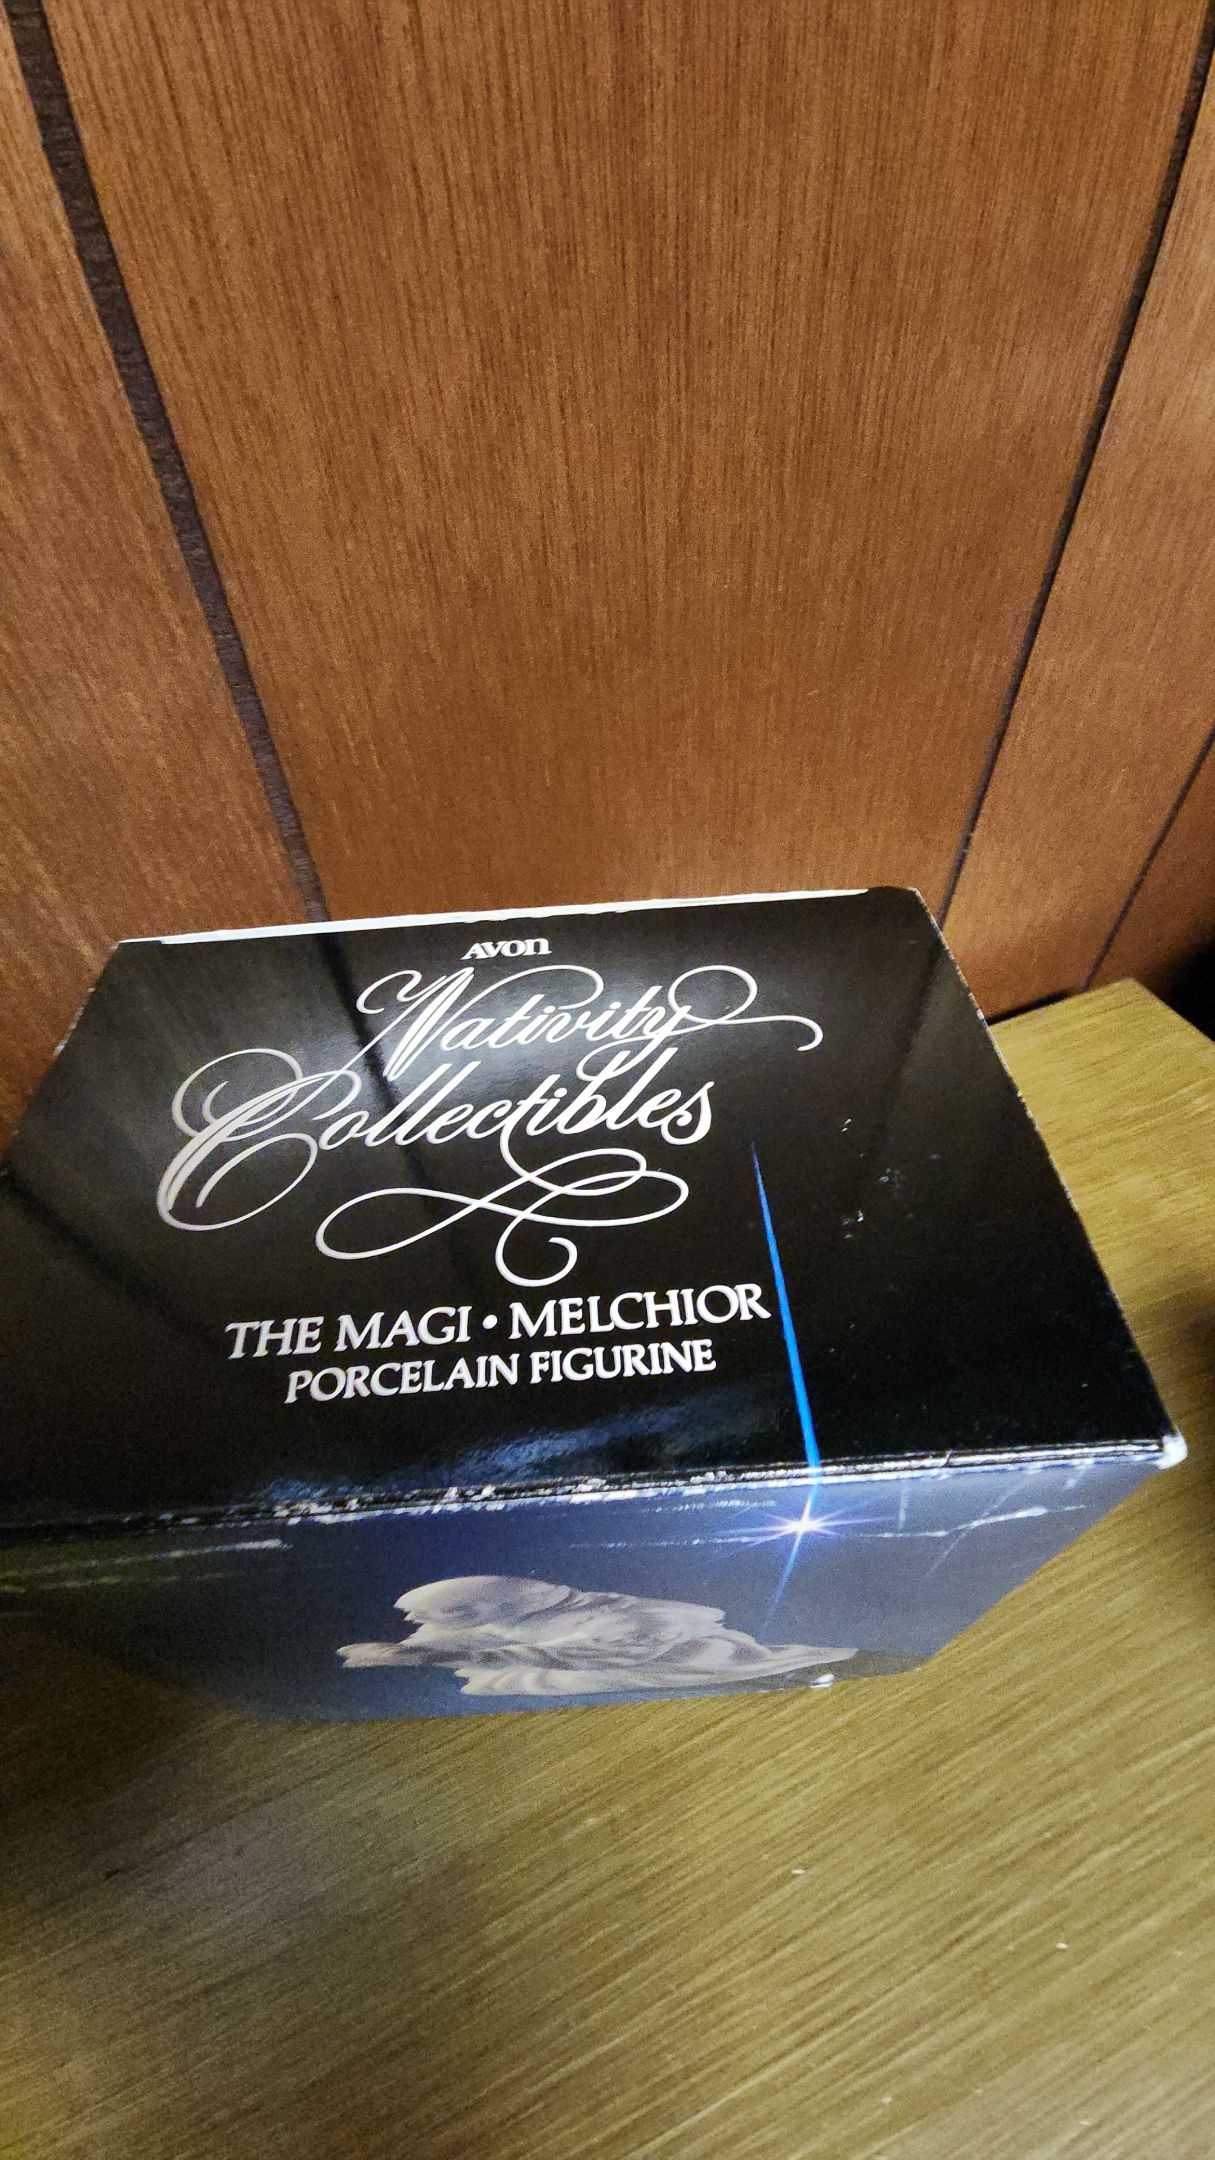 AVON
Nativity
Collectibles
THE MAGI • MELCHIOR
PORCELAIN FIGURINE